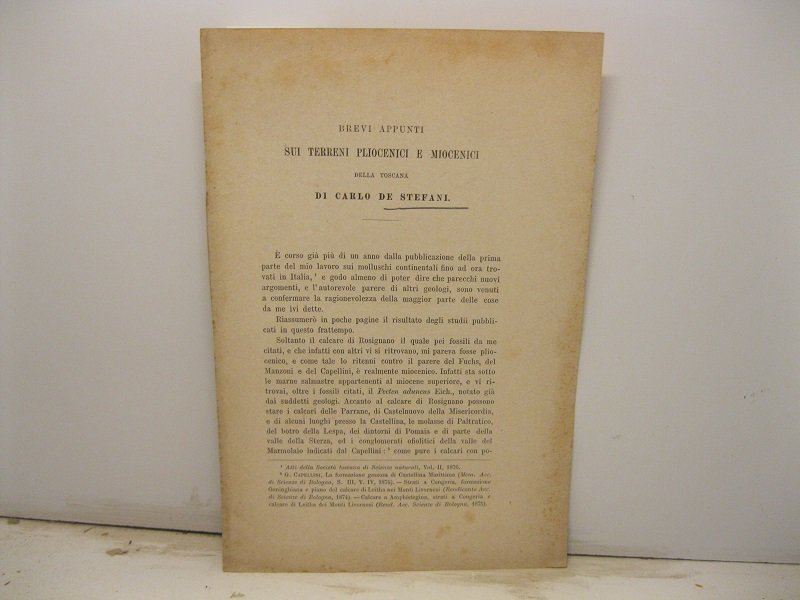 BREVI APPUNTI
SUI TERRENI PLIOCENICI E MIOCENICI
DELLA TOSCANA
DI CARLO DE STEFANI.
È corso già più di un anno dalla pubblicazione della prima
parte del mio lavoro sui molluschi continentali fino ad ora tro-
vati in Italia, ¹ e godo almeno di poter dire che parecchi nuovi
argomenti, e l'autorevole parere di altri geologi, sono venuti
a confermare la ragionevolezza della maggior parte delle cose
da me ivi dette.
Riassumerò in poche pagine il risultato degli studii pubbli-
cati in questo frattempo.
Soltanto il calcare di Rosignano il quale pei fossili da me
citati, e che infatti con altri vi si ritrovano, mi pareva fosse plio-
cenico, e come tale lo ritenni contro il parere del Fuchs, del
Manzoni e del Capellini, è realmente miocenico. Infatti sta sotto
le marne salmastre appartenenti al miocene superiore, e vi ri-
trovai, oltre i fossili citati, il Pecten aduncus Eich., notato già
dai suddetti geologi. Accanto al calcare di Rosignano possono
stare i calcari delle Parrane, di Castelnuovo della Misericordia,
e di alcuni luoghi presso la Castellina, le molasse di Paltratico,
del botro della Lespa, dei dintorni di Pomaia e di parte della
valle della Sterza, ed i conglomerati ofiolitici della valle del
Marmolaio indicati dal Capellini: ² come pure i calcari con po-
¹ Atti della Società toscana di Scienze naturali, Vol. II, 1876.
² G. CAPELLINI, La formazione gessosa di Castellina Marittima (Mem. Acc.
di Scienze di Bologna, S. III, V. IV, 1874). — Strati a Congeria, formazione
Oeninghiana e piano del calcare di Leitha nei Monti Livornesi (Rendiconto Acc.
di Scienze di Bologna, 1874). — Calcare a Amphistegina, strati a Congeria e
calcare di Leitha dei Monti Livornesi (Rend. Acc. Scienze di Bologna, 1875).